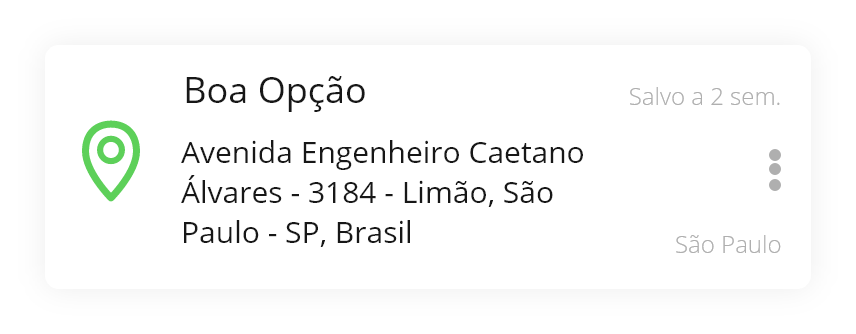 Boa Opção
Salvo a 2 sem.
Avenida Engenheiro Caetano
Álvares - 3184 - Limão, São
Paulo - SP, Brasil
São Paulo